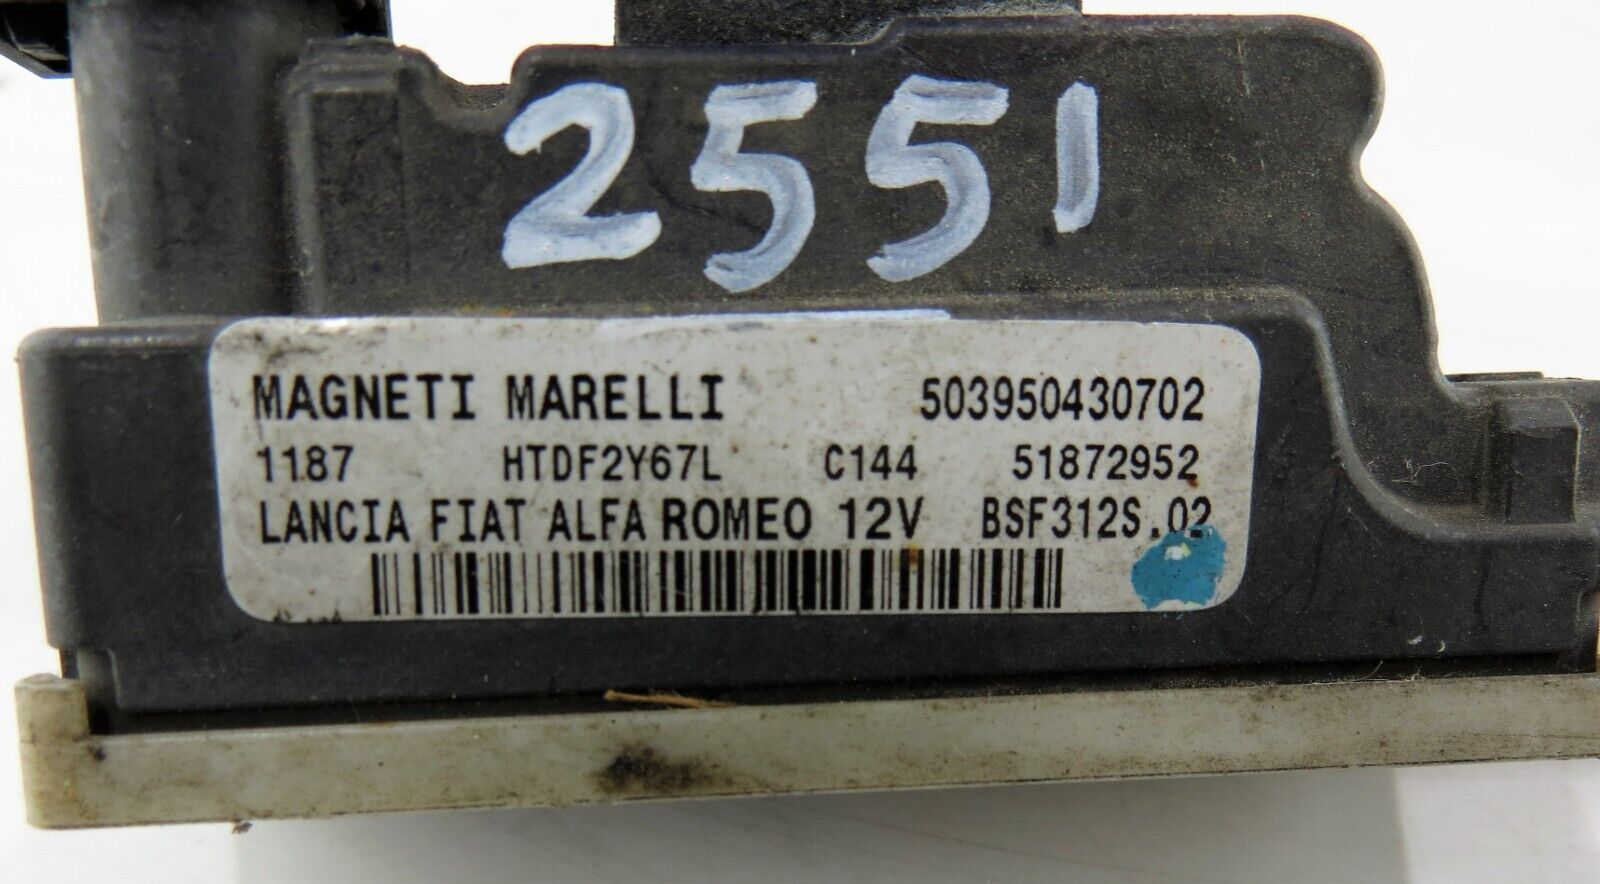 2551
MAGNETI MARELLI 503950430702
1187 HTDF2Y67L C144 51872952
LANCIA FIAT ALFA ROMEO 12V BSF312S.02